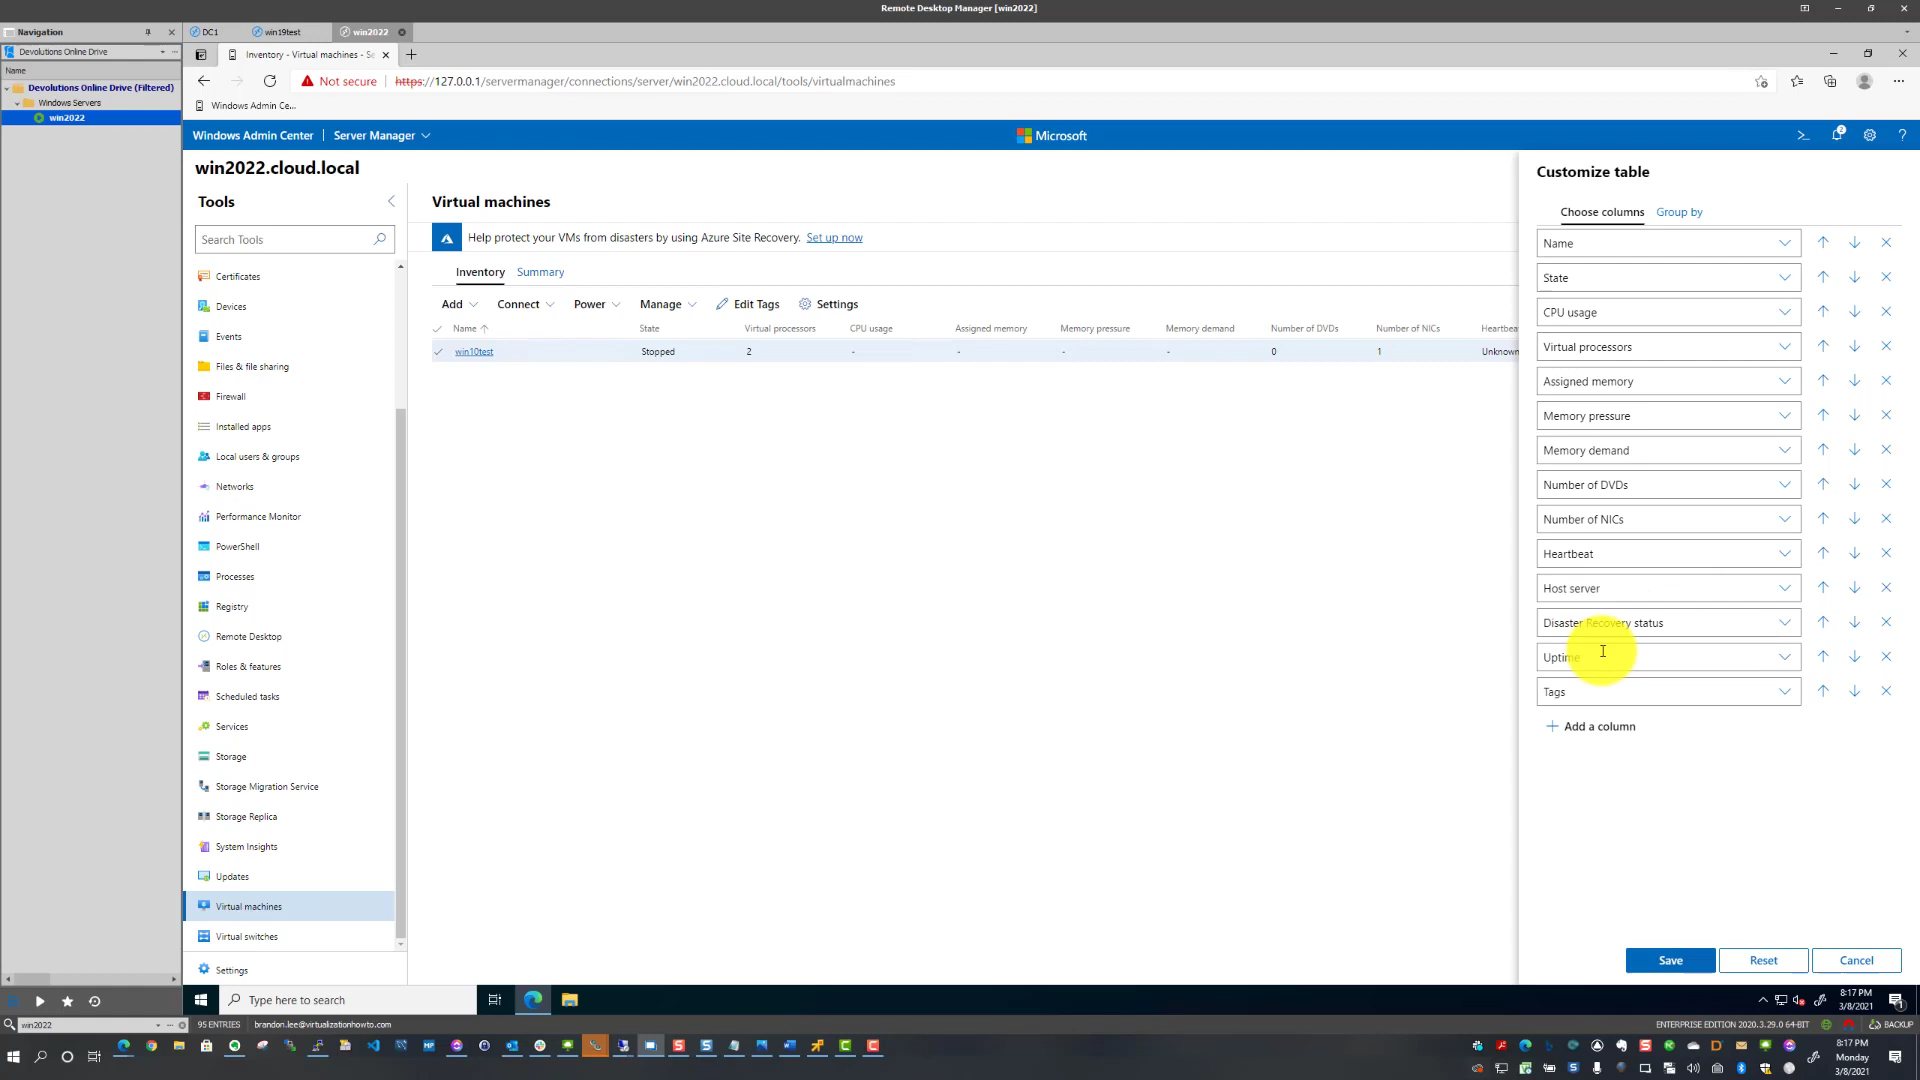 Remote Desktop Manager [win2022]
Navigation
DC1
win19test
win2022
Devolutions Online Drive
Inventory - Virtual machines - Se
Name
Not secure
https://127.0.0.1/servermanager/connections/server/win2022.cloud.local/tools/virtualmachines
Devolutions Online Drive (Filtered)
Windows Servers
Windows Admin Ce...
win2022
Windows Admin Center
Server Manager
Microsoft
2
win2022.cloud.local
Customize table
Tools
Virtual machines
Choose columns
Group by
Search Tools
Help protect your VMs from disasters by using Azure Site Recovery. Set up now
Name
Inventory
Summary
Certificates
State
Add
Connect
Power
Manage
Edit Tags
Settings
Devices
CPU usage
Name
State
Virtual processors
CPU usage
Assigned memory
Memory pressure
Memory demand
Number of DVDs
Number of NICs
Heartbea
Events
Virtual processors
win10test
Stopped
2
-
-
-
-
0
1
Unknown
Files & file sharing
Assigned memory
Firewall
Memory pressure
Installed apps
Memory demand
Local users & groups
Number of DVDs
Networks
Number of NICs
Performance Monitor
PowerShell
Heartbeat
Processes
Host server
Registry
Disaster Recovery status
Remote Desktop
Uptime
Roles & features
Tags
Scheduled tasks
Services
Add a column
Storage
Storage Migration Service
Storage Replica
System Insights
Updates
Virtual machines
Virtual switches
Save
Reset
Cancel
Settings
Type here to search
8:17 PM
3/8/2021
1
win2022
95 ENTRIES
brandon.lee@virtualizationhowto.com
ENTERPRISE EDITION 2020.3.29.0 64-BIT
BACKUP
8:17 PM
Monday
3/8/2021